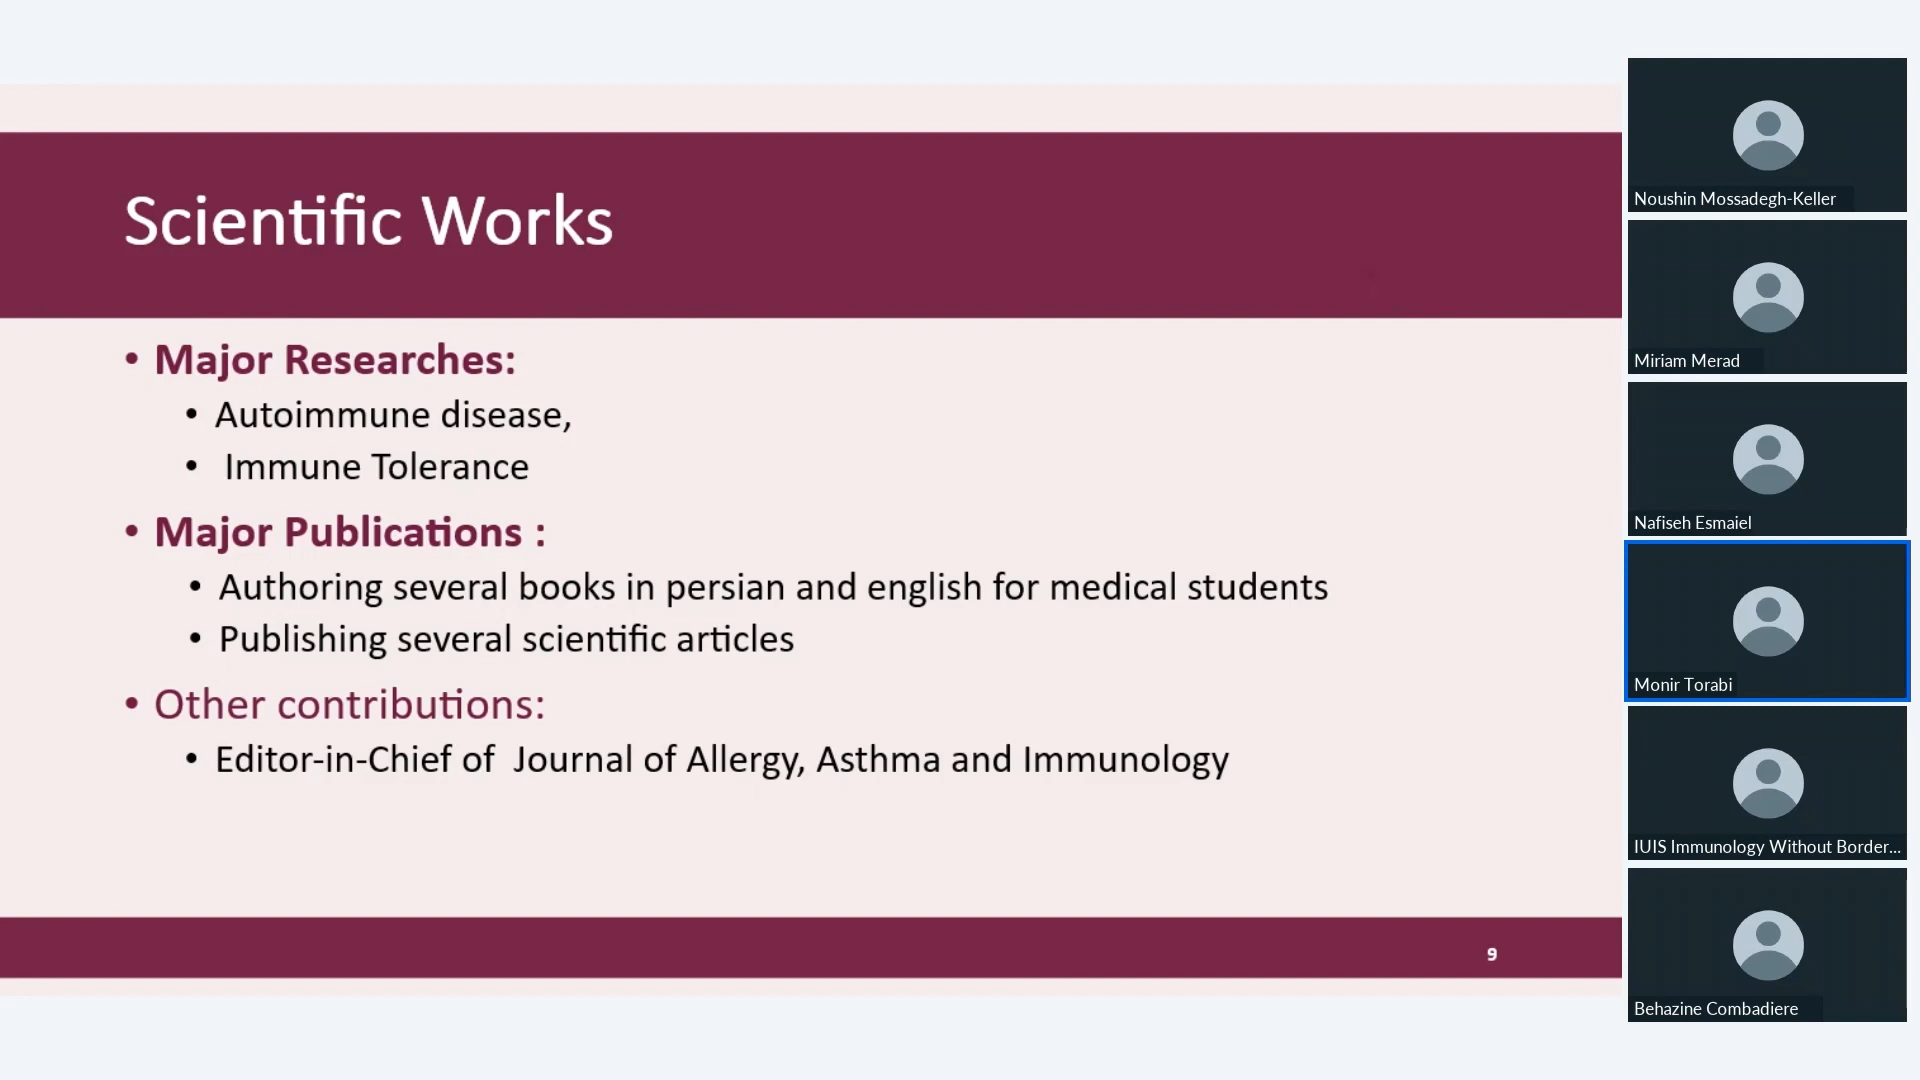 Scientific Works
• Major Researches:
• Autoimmune disease,
• Immune Tolerance
• Major Publications :
• Authoring several books in persian and english for medical students
• Publishing several scientific articles
• Other contributions:
• Editor-in-Chief of  Journal of Allergy, Asthma and Immunology
9
Noushin Mossadegh-Keller
Miriam Merad
Nafiseh Esmaiel
Monir Torabi
IUIS Immunology Without Border...
Behazine Combadiere